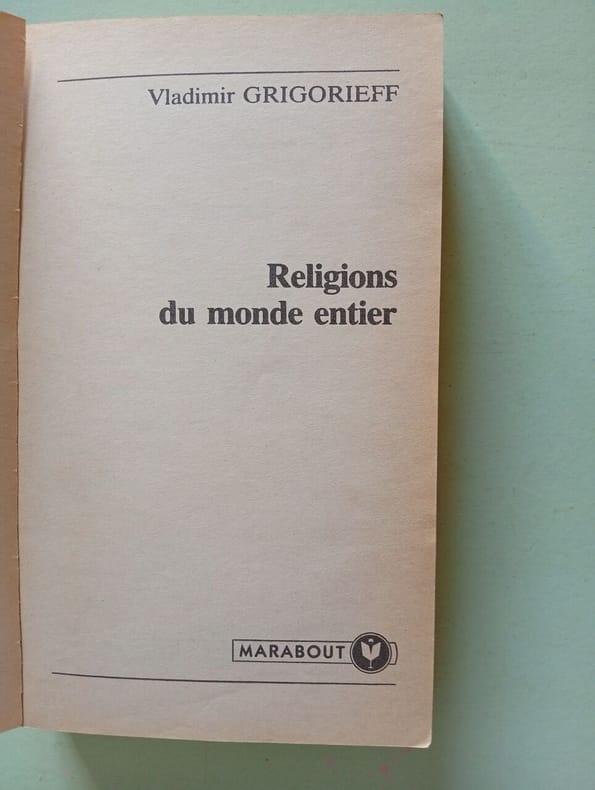 Vladimir GRIGORIEFF
Religions
du monde entier
MARABOUT